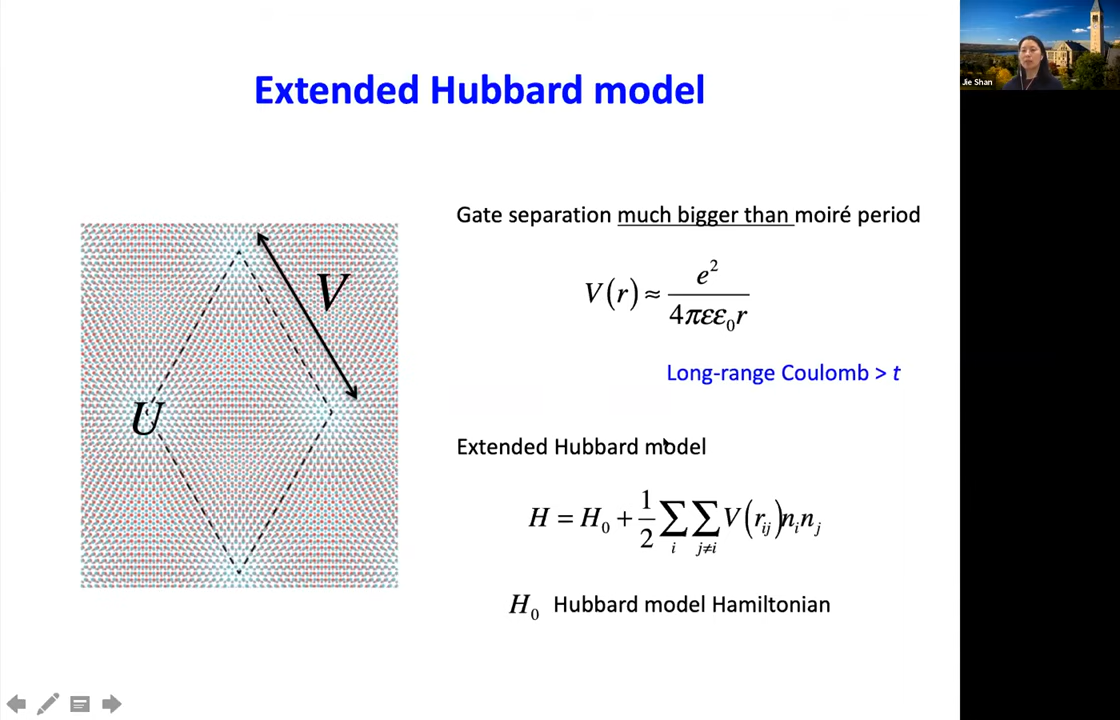 Extended Hubbard model
Jie Shan
Gate separation much bigger than moiré period
V
V(r) ≈ e² / 4πεε₀r
Long-range Coulomb > t
U
Extended Hubbard model
H = H₀ + 1/2 ∑ᵢ ∑ⱼ≠ᵢ V(rᵢⱼ)nᵢnⱼ
H₀ Hubbard model Hamiltonian